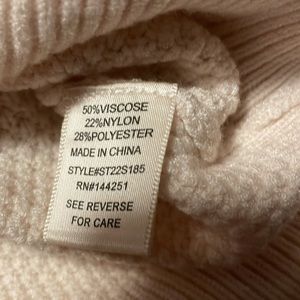 50%VISCOSE
22%NYLON
28%POLYESTER
MADE IN CHINA
STYLE#ST22S185
RN#144251
SEE REVERSE
FOR CARE